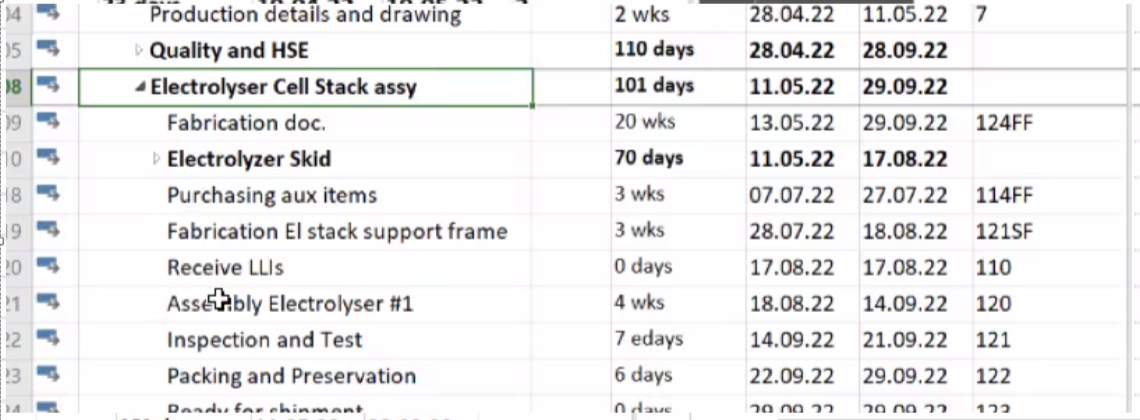 04 Production details and drawing 2 wks 28.04.22 11.05.22 7
05 Quality and HSE 110 days 28.04.22 28.09.22
08 Electrolyser Cell Stack assy 101 days 11.05.22 29.09.22
09 Fabrication doc. 20 wks 13.05.22 29.09.22 124FF
10 Electrolyzer Skid 70 days 11.05.22 17.08.22
18 Purchasing aux items 3 wks 07.07.22 27.07.22 114FF
19 Fabrication El stack support frame 3 wks 28.07.22 18.08.22 121SF
20 Receive LLIs 0 days 17.08.22 17.08.22 110
21 Assembly Electrolyser #1 4 wks 18.08.22 14.09.22 120
22 Inspection and Test 7 edays 14.09.22 21.09.22 121
23 Packing and Preservation 6 days 22.09.22 29.09.22 122
24 Ready for shipment 0 days 29.09.22 29.09.22 123